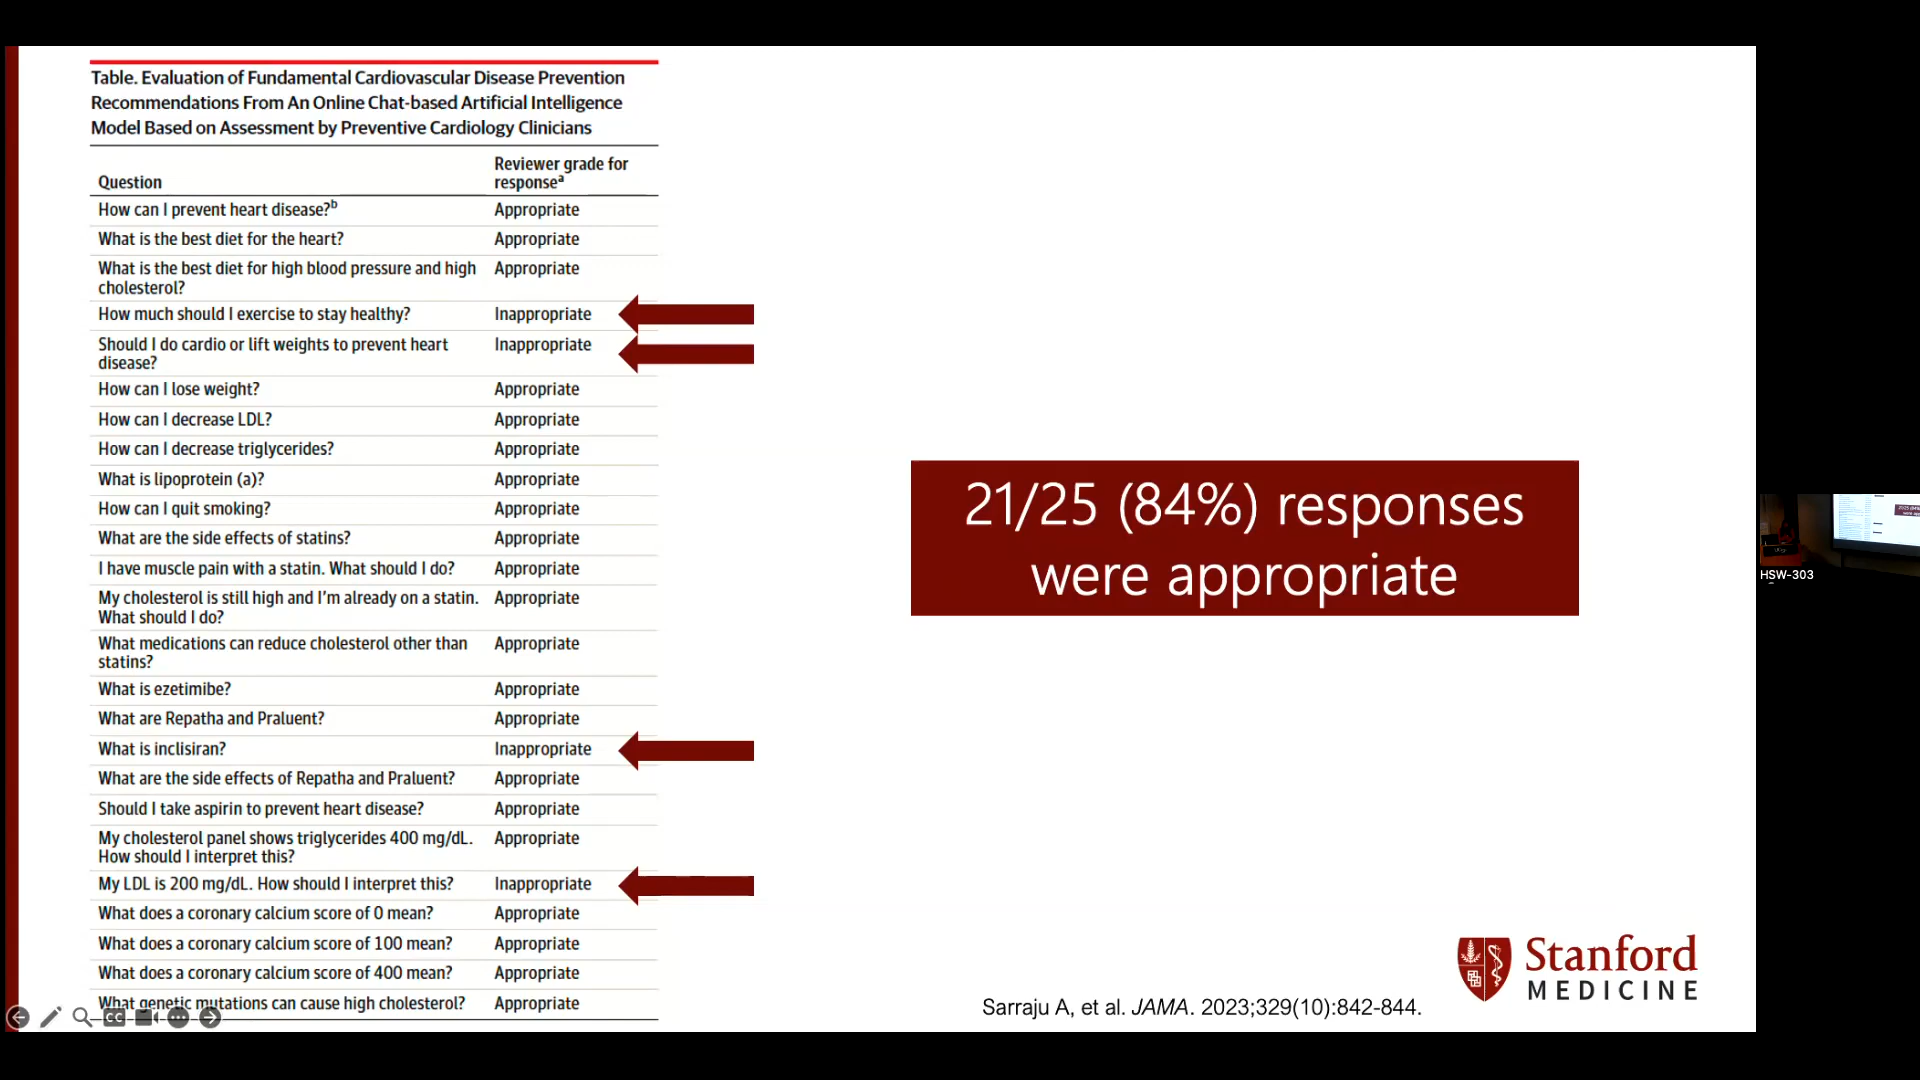 Table. Evaluation of Fundamental Cardiovascular Disease Prevention
Recommendations From An Online Chat-based Artificial Intelligence
Model Based on Assessment by Preventive Cardiology Clinicians
Question
Reviewer grade for
responseᵃ
How can I prevent heart disease?ᵇ Appropriate
What is the best diet for the heart? Appropriate
What is the best diet for high blood pressure and high Appropriate
cholesterol?
How much should I exercise to stay healthy? Inappropriate
Should I do cardio or lift weights to prevent heart Inappropriate
disease?
How can I lose weight? Appropriate
How can I decrease LDL? Appropriate
How can I decrease triglycerides? Appropriate
What is lipoprotein (a)? Appropriate
How can I quit smoking? Appropriate
What are the side effects of statins? Appropriate
I have muscle pain with a statin. What should I do? Appropriate
My cholesterol is still high and I’m already on a statin. Appropriate
What should I do?
What medications can reduce cholesterol other than Appropriate
statins?
What is ezetimibe? Appropriate
What are Repatha and Praluent? Appropriate
What is inclisiran? Inappropriate
What are the side effects of Repatha and Praluent? Appropriate
Should I take aspirin to prevent heart disease? Appropriate
My cholesterol panel shows triglycerides 400 mg/dL. Appropriate
How should I interpret this?
My LDL is 200 mg/dL. How should I interpret this? Inappropriate
What does a coronary calcium score of 0 mean? Appropriate
What does a coronary calcium score of 100 mean? Appropriate
What does a coronary calcium score of 400 mean? Appropriate
What genetic mutations can cause high cholesterol? Appropriate
CC
21/25 (84%) responses
were appropriate
Sarraju A, et al. JAMA. 2023;329(10):842-844.
Stanford
MEDICINE
HSW-303